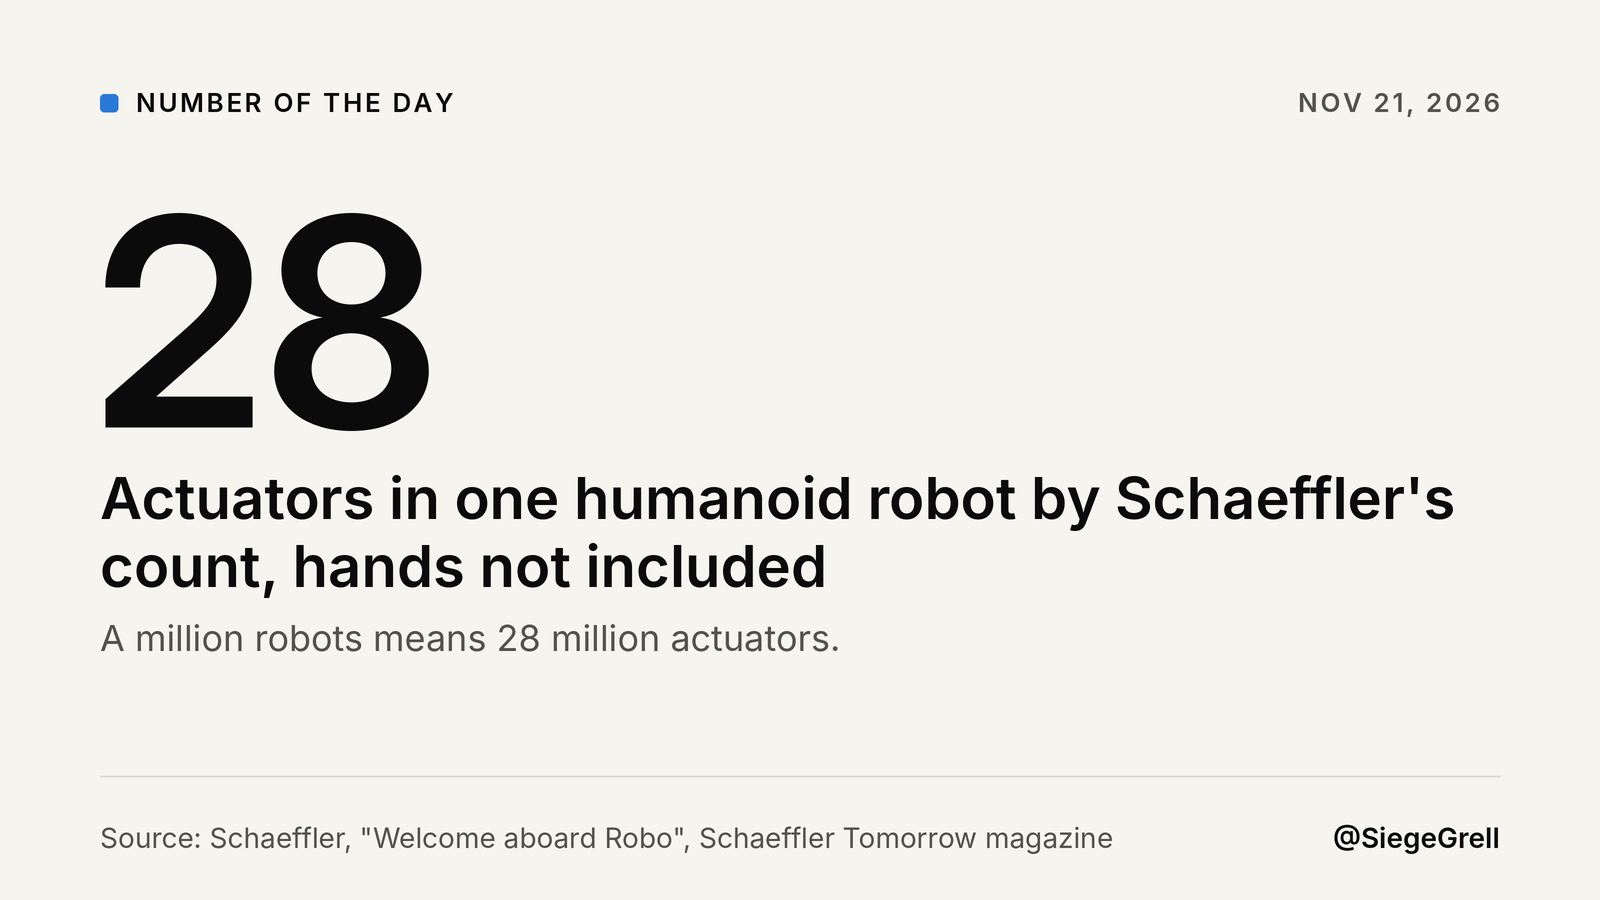 NUMBER OF THE DAY
NOV 21, 2026
28
Actuators in one humanoid robot by Schaeffler's
count, hands not included
A million robots means 28 million actuators.
Source: Schaeffler, "Welcome aboard Robo", Schaeffler Tomorrow magazine
@SiegeGrell